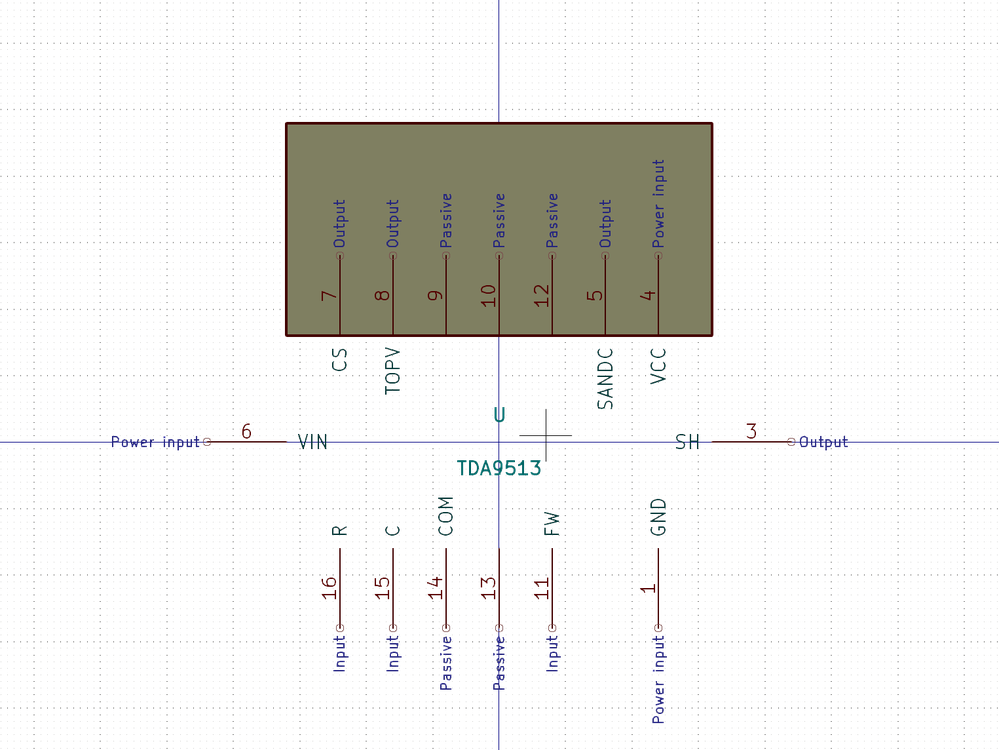 Output
Output
Passive
Passive
Passive
Output
Power input
7
8
9
10
12
5
4
CS
TOPV
SANDC
VCC
U
Power input
6
VIN
SH
3
Output
TDA9513
R
C
COM
FW
GND
16
15
14
13
11
1
Input
Input
Passive
Passive
Input
Power input